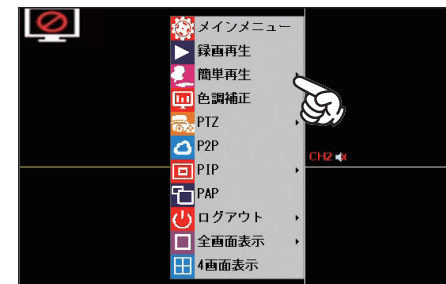 メインメニュー
録画再生
簡単再生
色調補正
PTZ
P2P
CH2
PIP
PAP
ログアウト
全画面表示
4画面表示